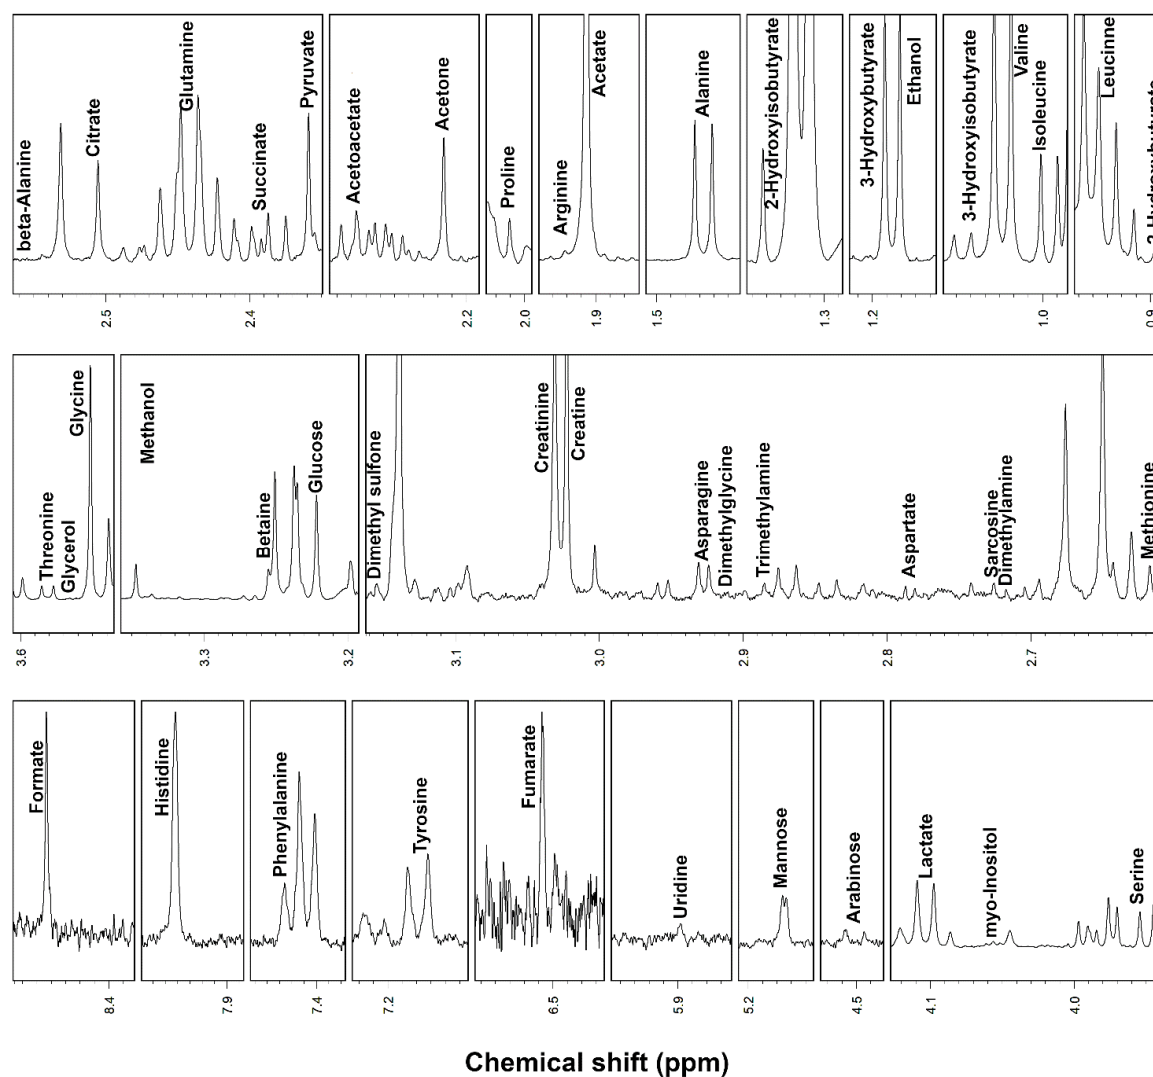 beta-Alanine
Citrate
Glutamine
Succinate
Pyruvate
Acetoacetate
Acetone
Proline
Arginine
Acetate
Alanine
2-Hydroxyisobutyrate
3-Hydroxybutyrate
Ethanol
3-Hydroxyisobutyrate
Valine
Isoleucine
Leucinne
2-Hydroxybutyrate
2.5
2.4
2.2
2.0
1.9
1.5
1.3
1.2
1.0
0.9
Threonine
Glycerol
Glycine
Methanol
Betaine
Glucose
Dimethyl sulfone
Creatinine
Creatine
Asparagine
Dimethylglycine
Trimethylamine
Aspartate
Sarcosine
Dimethylamine
Methionine
3.6
3.3
3.2
3.1
3.0
2.9
2.8
2.7
Formate
Histidine
Phenylalanine
Tyrosine
Fumarate
Uridine
Mannose
Arabinose
Lactate
myo-Inositol
Serine
8.4
7.9
7.4
7.2
6.5
5.9
5.2
4.5
4.1
4.0
Chemical shift (ppm)